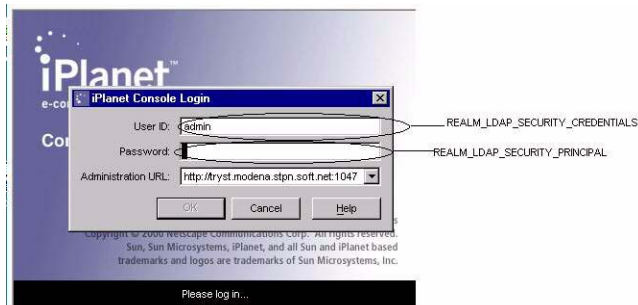 iPlanet™
e-co
iPlanet Console Login
Co
User ID: admin
REALM_LDAP_SECURITY_CREDENTIALS
Password:
REALM_LDAP_SECURITY_PRINCIPAL
Administration URL: http://tryst.modena.stpn.soft.net:1047
OK Cancel Help
Copyright © 2000 Netscape Communications Corp. All rights reserved.
Sun, Sun Microsystems, iPlanet, and all Sun and iPlanet based
trademarks and logos are trademarks of Sun Microsystems, Inc.
Please log in...